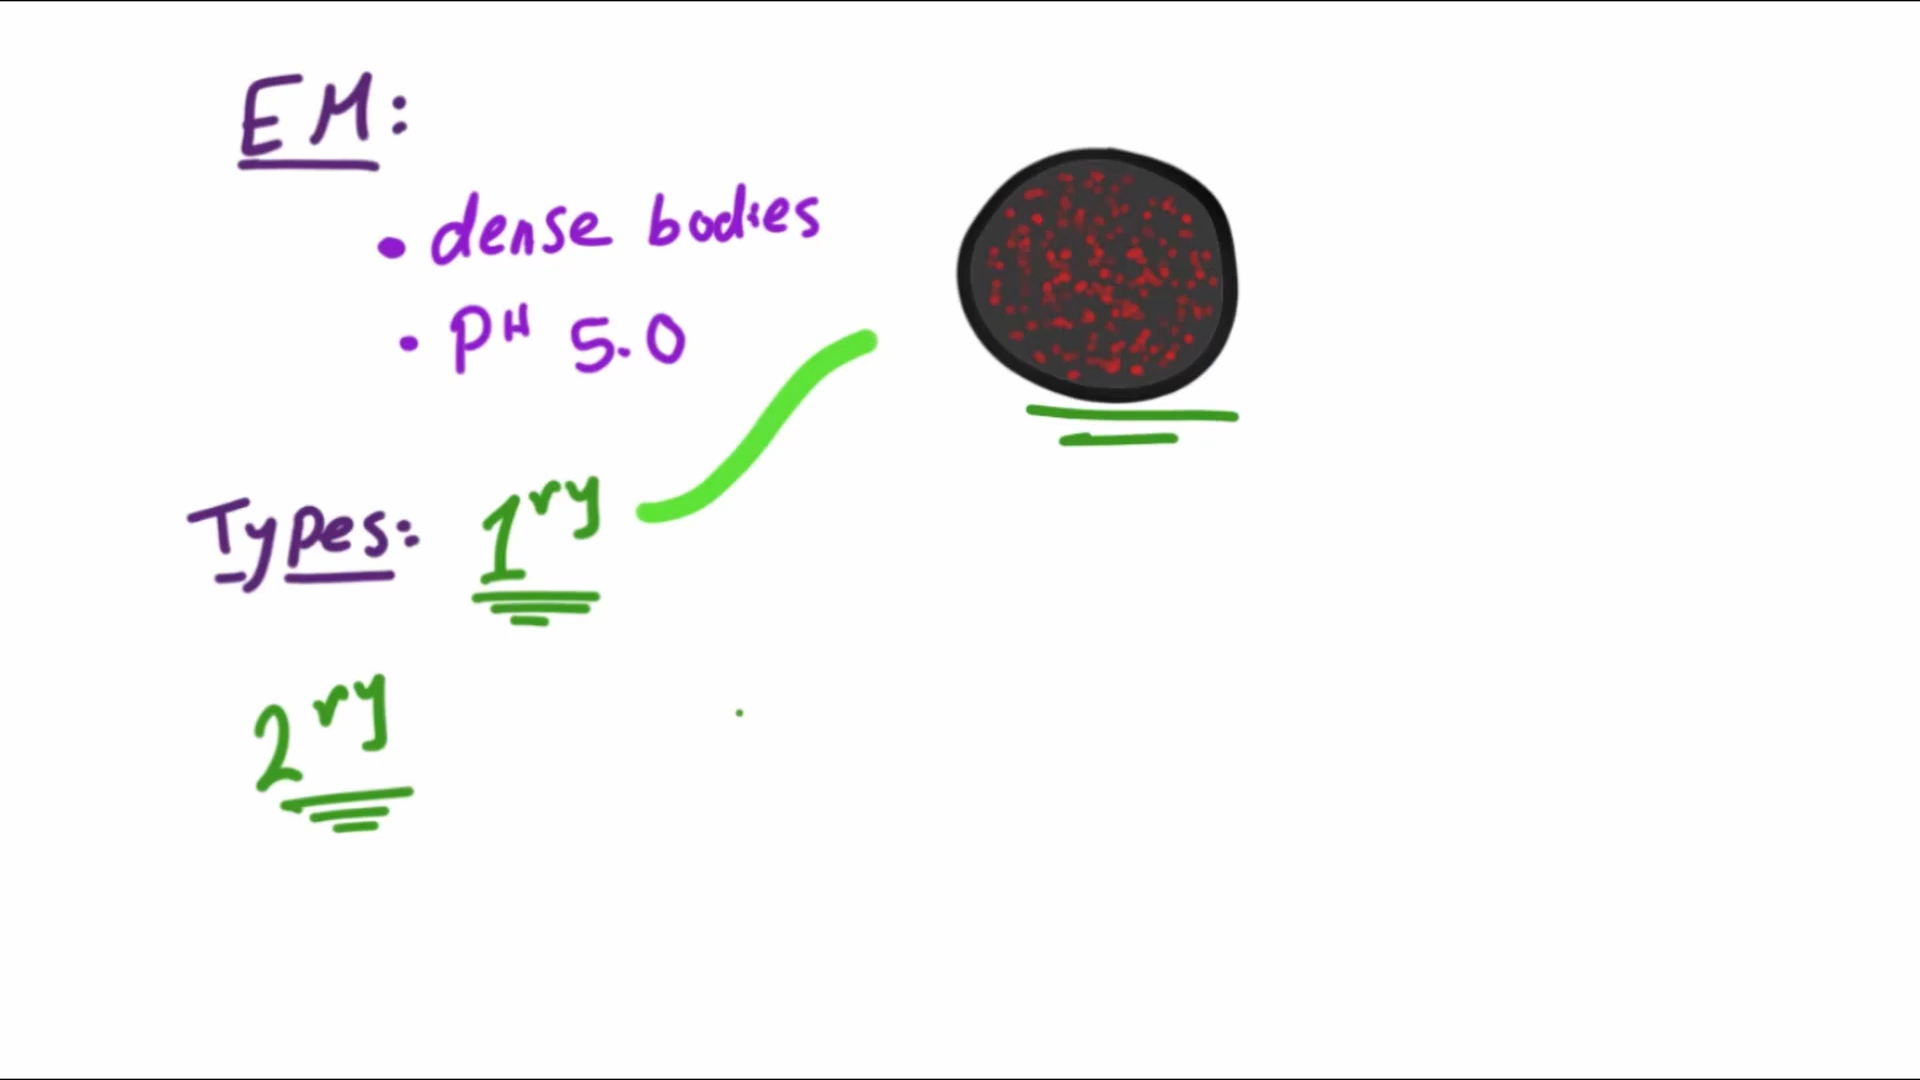 EM:
• dense bodies
• PH 5.0
Types: 1ry
2ry